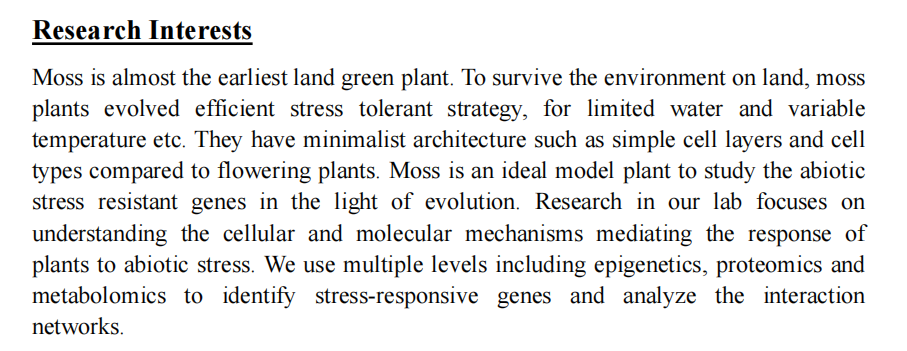 Research Interests
Moss is almost the earliest land green plant. To survive the environment on land, moss
plants evolved efficient stress tolerant strategy, for limited water and variable
temperature etc. They have minimalist architecture such as simple cell layers and cell
types compared to flowering plants. Moss is an ideal model plant to study the abiotic
stress resistant genes in the light of evolution. Research in our lab focuses on
understanding the cellular and molecular mechanisms mediating the response of
plants to abiotic stress. We use multiple levels including epigenetics, proteomics and
metabolomics to identify stress-responsive genes and analyze the interaction
networks.